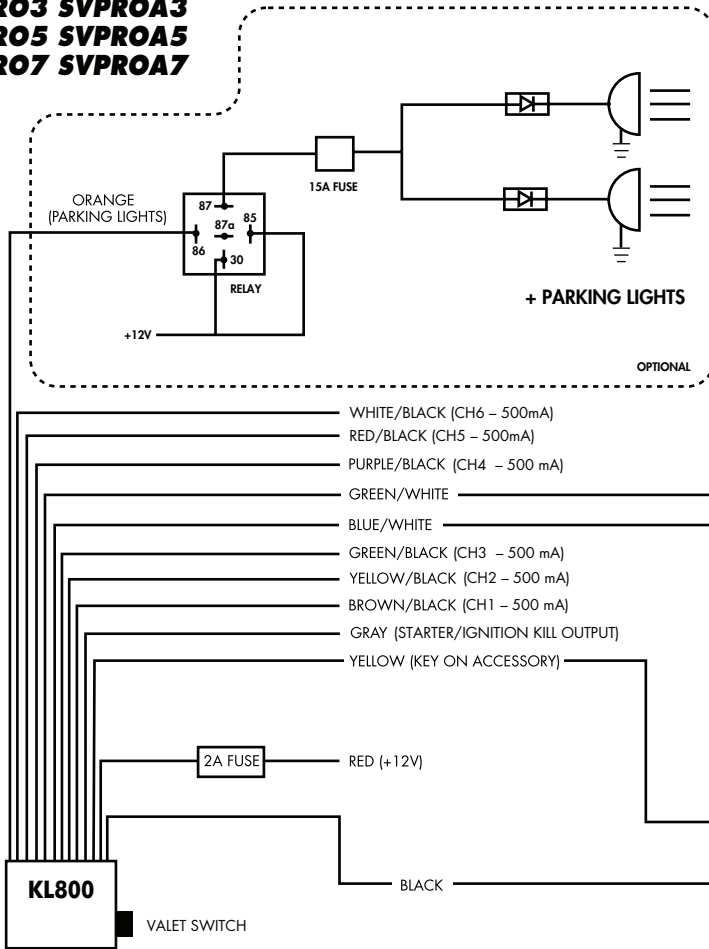 RO3 SVPROA3
RO5 SVPROA5
RO7 SVPROA7
15A FUSE
ORANGE
(PARKING LIGHTS)
87
87a
85
86
30
RELAY
+ PARKING LIGHTS
+12V
OPTIONAL
WHITE/BLACK (CH6 – 500mA)
RED/BLACK (CH5 – 500mA)
PURPLE/BLACK (CH4 – 500 mA)
GREEN/WHITE
BLUE/WHITE
GREEN/BLACK (CH3 – 500 mA)
YELLOW/BLACK (CH2 – 500 mA)
BROWN/BLACK (CH1 – 500 mA)
GRAY (STARTER/IGNITION KILL OUTPUT)
YELLOW (KEY ON ACCESSORY)
2A FUSE
RED (+12V)
BLACK
KL800
VALET SWITCH